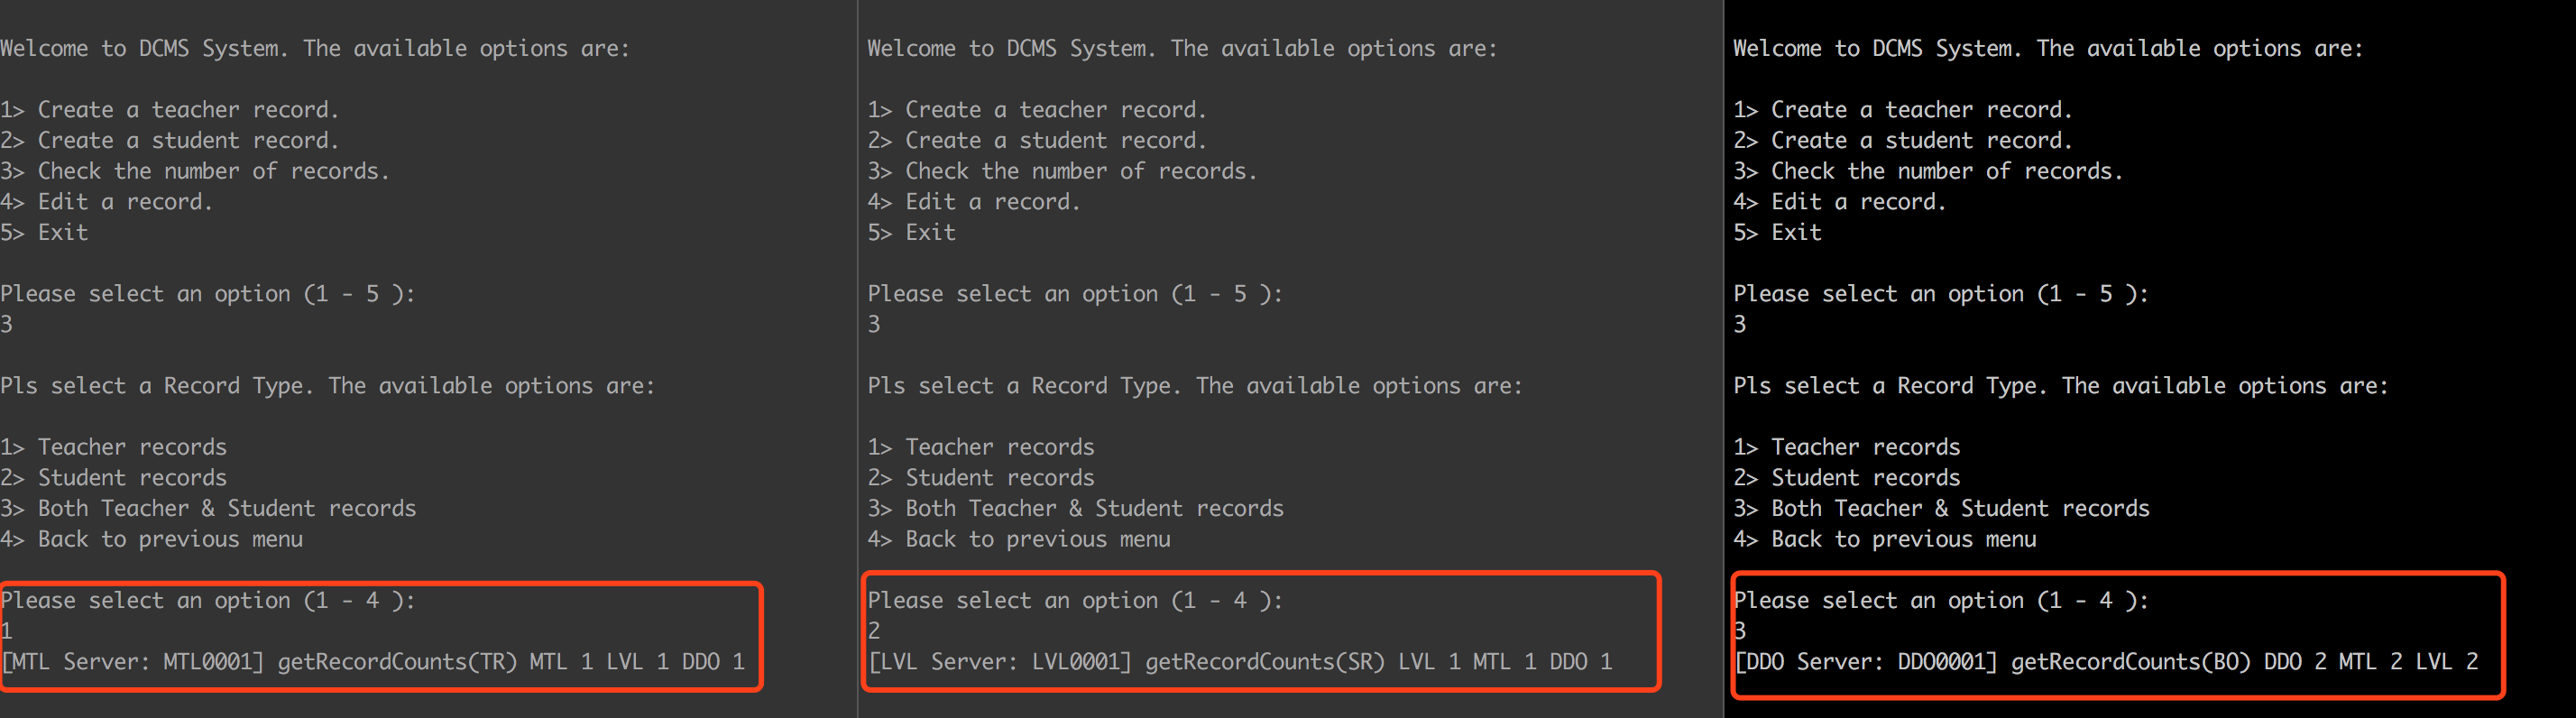 Welcome to DCMS System. The available options are:
1> Create a teacher record.
2> Create a student record.
3> Check the number of records.
4> Edit a record.
5> Exit
Please select an option (1 - 5 ):
3
Pls select a Record Type. The available options are:
1> Teacher records
2> Student records
3> Both Teacher & Student records
4> Back to previous menu
Please select an option (1 - 4 ):
1
[MTL Server: MTL0001] getRecordCounts(TR) MTL 1 LVL 1 DDO 1
Welcome to DCMS System. The available options are:
1> Create a teacher record.
2> Create a student record.
3> Check the number of records.
4> Edit a record.
5> Exit
Please select an option (1 - 5 ):
3
Pls select a Record Type. The available options are:
1> Teacher records
2> Student records
3> Both Teacher & Student records
4> Back to previous menu
Please select an option (1 - 4 ):
2
[LVL Server: LVL0001] getRecordCounts(SR) LVL 1 MTL 1 DDO 1
Welcome to DCMS System. The available options are:
1> Create a teacher record.
2> Create a student record.
3> Check the number of records.
4> Edit a record.
5> Exit
Please select an option (1 - 5 ):
3
Pls select a Record Type. The available options are:
1> Teacher records
2> Student records
3> Both Teacher & Student records
4> Back to previous menu
Please select an option (1 - 4 ):
3
[DDO Server: DDO0001] getRecordCounts(BO) DDO 2 MTL 2 LVL 2